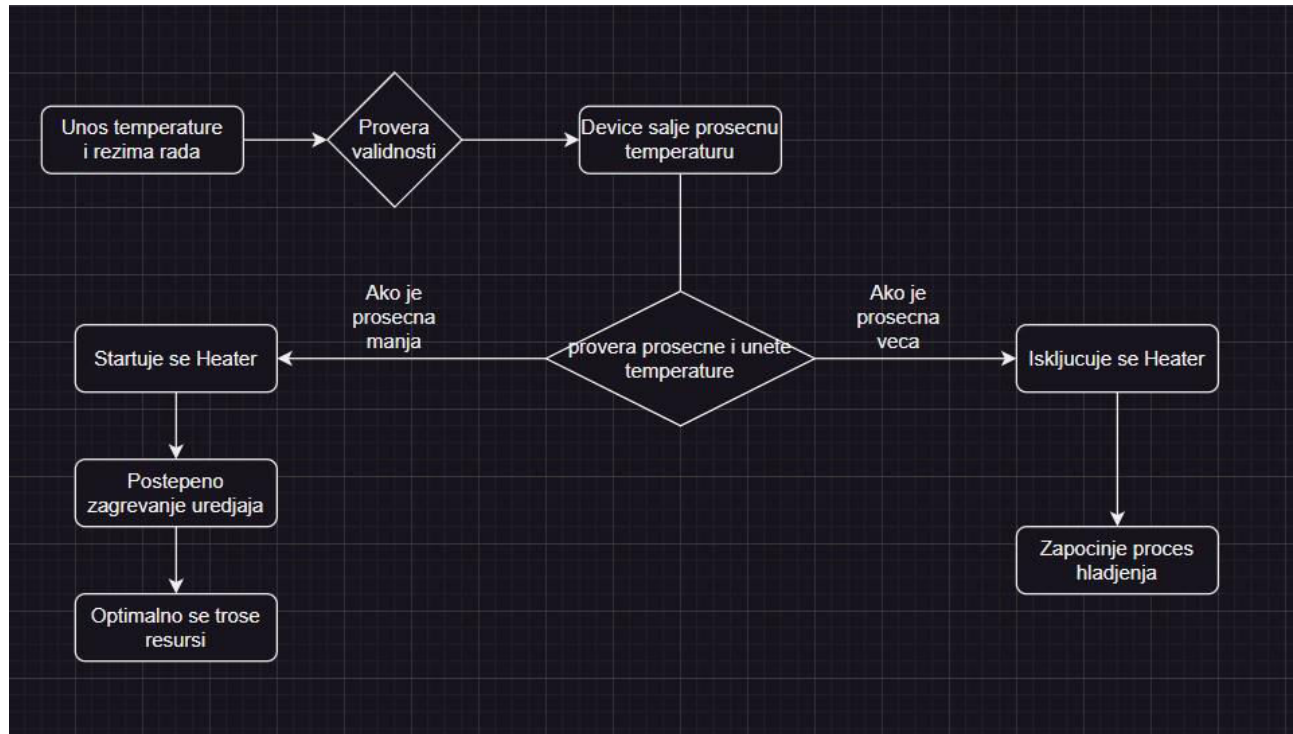 Unos temperature
i rezima rada
Provera
validnosti
Device salje prosecnu
temperaturu
Ako je
prosecna
manja
Ako je
prosecna
veca
Startuje se Heater
provera prosecne i unete
temperature
Iskljucuje se Heater
Postepeno
zagrevanje uredjaja
Zapocinje proces
hladjenja
Optimalno se trose
resursi